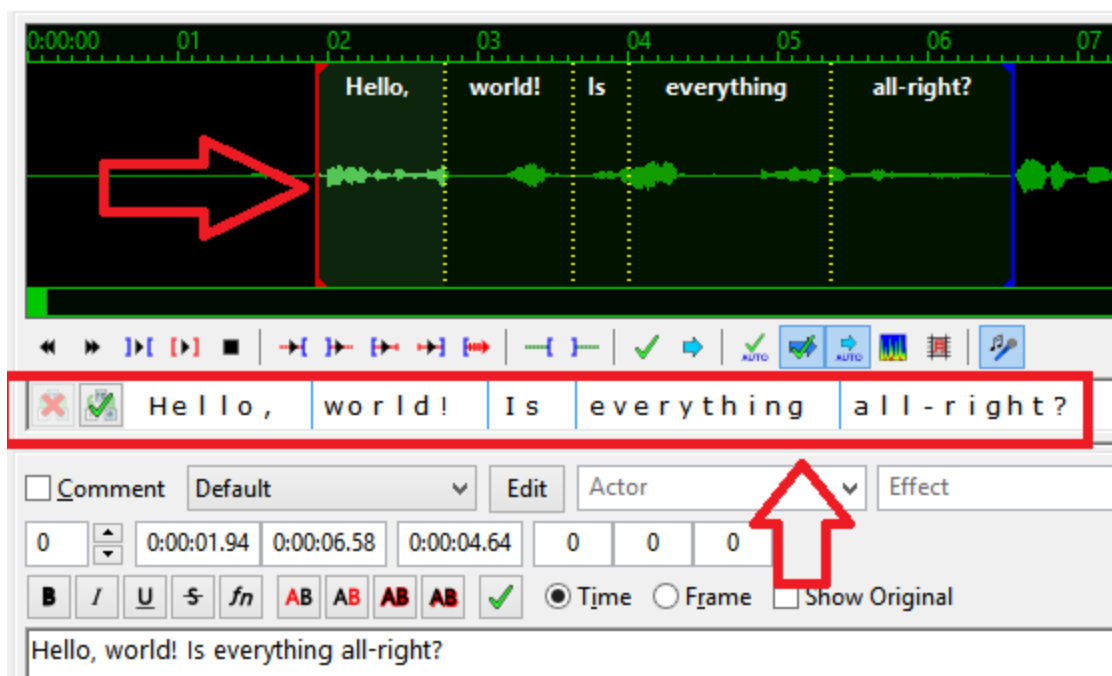 0:00:00 01 02 03 04 05 06 07
Hello, world! Is everything all-right?
AUTO AUTO
Hello, world! Is everything all-right?
Comment Default Edit Actor Effect
0 0:00:01.94 0:00:06.58 0:00:04.64 0 0 0
B I U S fn AB AB AB AB Time Frame Show Original
Hello, world! Is everything all-right?